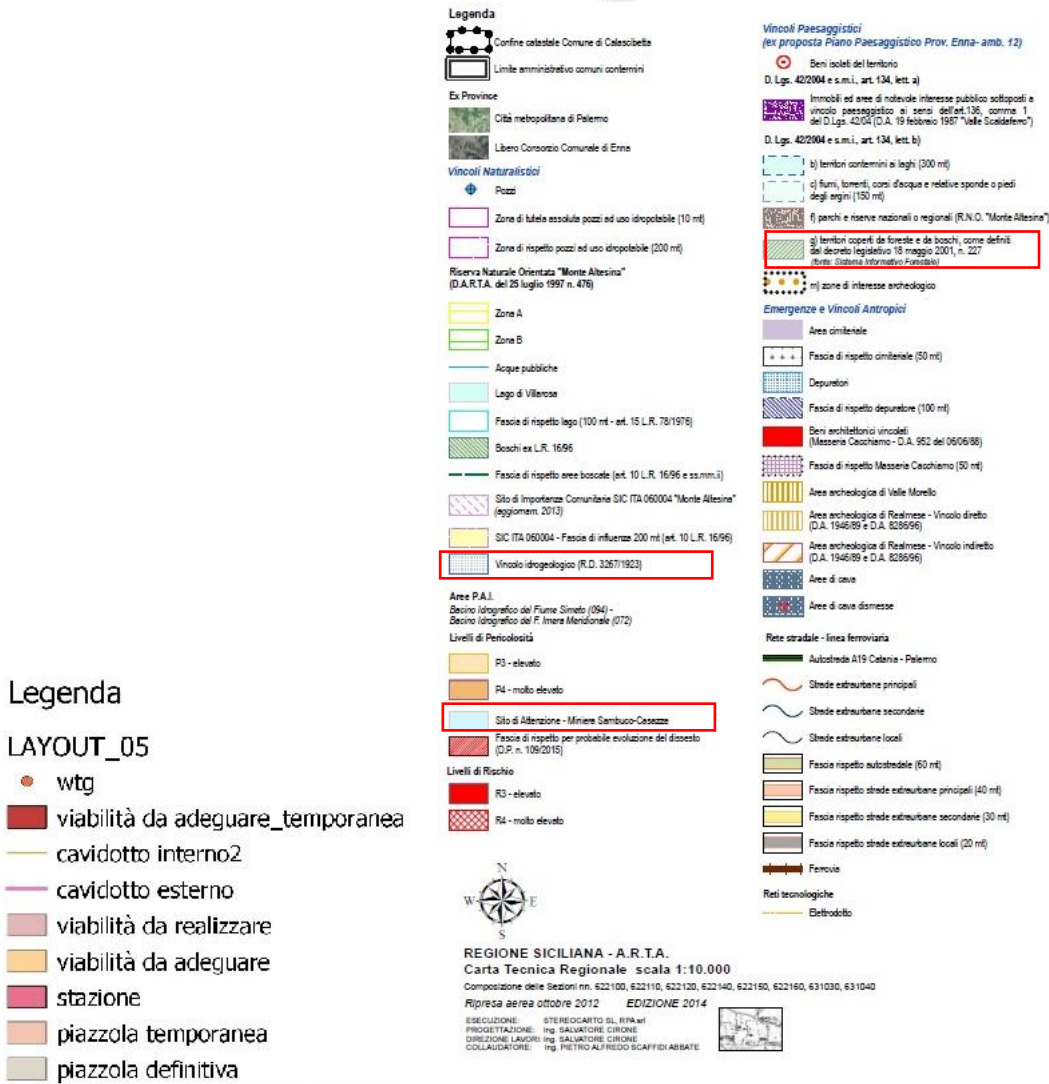 Legenda
Confine catastale Comune di Calascibetta
Limite amministrativo comuni contermini
Ex Province
Città metropolitana di Palermo
Libero Consorzio Comunale di Enna
Vincoli Naturalistici
Pozzi
Zona di tutela assoluta pozzi ad uso idropotabile (10 mt)
Zona di rispetto pozzi ad uso idropotabile (200 mt)
Riserva Naturale Orientata "Monte Altesina"
(D.A.R.T.A. del 25 luglio 1997 n. 476)
Zona A
Zona B
Acque pubbliche
Lago di Villarosa
Fascia di rispetto lago (100 mt - art. 15 L.R. 78/1976)
Boschi ex L.R. 16/96
Fascia di rispetto aree boscate (art. 10 L.R. 16/96 e ss.mm.ii)
Sito di Importanza Comunitaria SIC ITA 060004 "Monte Altesina"
(aggiornam. 2013)
SIC ITA 060004 - Fascia di influenza 200 mt (art. 10 L.R. 16/96)
Vincolo idrogeologico (R.D. 3267/1923)
Aree P.A.I.
Bacino Idrografico del Fiume Simeto (094) -
Bacino Idrografico del F. Imera Meridionale (072)
Livelli di Pericolosità
P3 - elevato
P4 - molto elevato
Sito di Attenzione - Miniera Sambuco-Casazze
Fascia di rispetto per probabile evoluzione del dissesto
(D.P. n. 109/2015)
Livelli di Rischio
R3 - elevato
R4 - molto elevato
Vincoli Paesaggistici
(ex proposta Piano Paesaggistico Prov. Enna- amb. 12)
Beni isolati del territorio
D. Lgs. 42/2004 e s.m.i., art. 134, lett. a)
Immobili ed aree di notevole interesse pubblico sottoposti a
vincolo paesaggistico ai sensi dell'art.136, comma 1
del D.Lgs. 42/04 (D.A. 19 febbraio 1987 "Valle Scaldaferro")
D. Lgs. 42/2004 e s.m.i., art. 134, lett. b)
b) territori contermini ai laghi (300 mt)
c) fiumi, torrenti, corsi d'acqua e relative sponde o piedi
degli argini (150 mt)
f) parchi e riserve nazionali o regionali (R.N.O. "Monte Altesina")
g) territori coperti da foreste e da boschi, come definiti
dal decreto legislativo 18 maggio 2001, n. 227
(fonte: Sistema Informativo Forestale)
m) zone di interesse archeologico
Emergenze e Vincoli Antropici
Area cimiteriale
Fascia di rispetto cimiteriale (50 mt)
Depuratori
Fascia di rispetto depuratore (100 mt)
Beni architettonici vincolati
(Masseria Cacchiamo - D.A. 952 del 06/06/88)
Fascia di rispetto Masseria Cacchiamo (50 mt)
Area archeologica di Valle Morello
Area archeologica di Realmese - Vincolo diretto
(D.A. 1946/89 e D.A. 8286/96)
Area archeologica di Realmese - Vincolo indiretto
(D.A. 1946/89 e D.A. 8286/96)
Aree di cava
Aree di cava dismesse
Rete stradale - linea ferroviaria
Autostrada A19 Catania - Palermo
Strade extraurbane principali
Strade extraurbane secondarie
Strade extraurbane locali
Fascia rispetto autostradale (60 mt)
Fascia rispetto strade extraurbane principali (40 mt)
Fascia rispetto strade extraurbane secondarie (30 mt)
Fascia rispetto strade extraurbane locali (20 mt)
Ferrovia
Reti tecnologiche
Elettrodotto
Legenda
LAYOUT_05
wtg
viabilità da adeguare_temporanea
cavidotto interno2
cavidotto esterno
viabilità da realizzare
viabilità da adeguare
stazione
piazzola temporanea
piazzola definitiva
N
W E
S
REGIONE SICILIANA - A.R.T.A.
Carta Tecnica Regionale scala 1:10.000
Composizione delle Sezioni nn. 622100, 622110, 622120, 622140, 622150, 622160, 631030, 631040
Ripresa aerea ottobre 2012 EDIZIONE 2014
ESECUZIONE: STEREOCARTO SL, RPA srl
PROGETTAZIONE: Ing. SALVATORE CIRONE
DIREZIONE LAVORI: Ing. SALVATORE CIRONE
COLLAUDATORE: Ing. PIETRO ALFREDO SCAFFIDI ABBATE